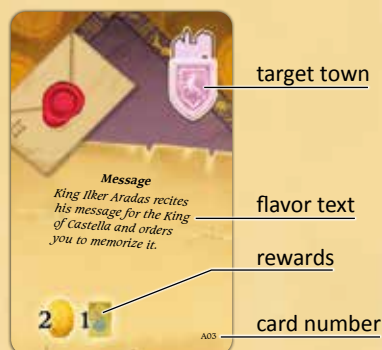 target town
Message
King Ilker Aradas recites
his message for the King
of Castella and orders
you to memorize it.
flavor text
rewards
2 1
A03
card number